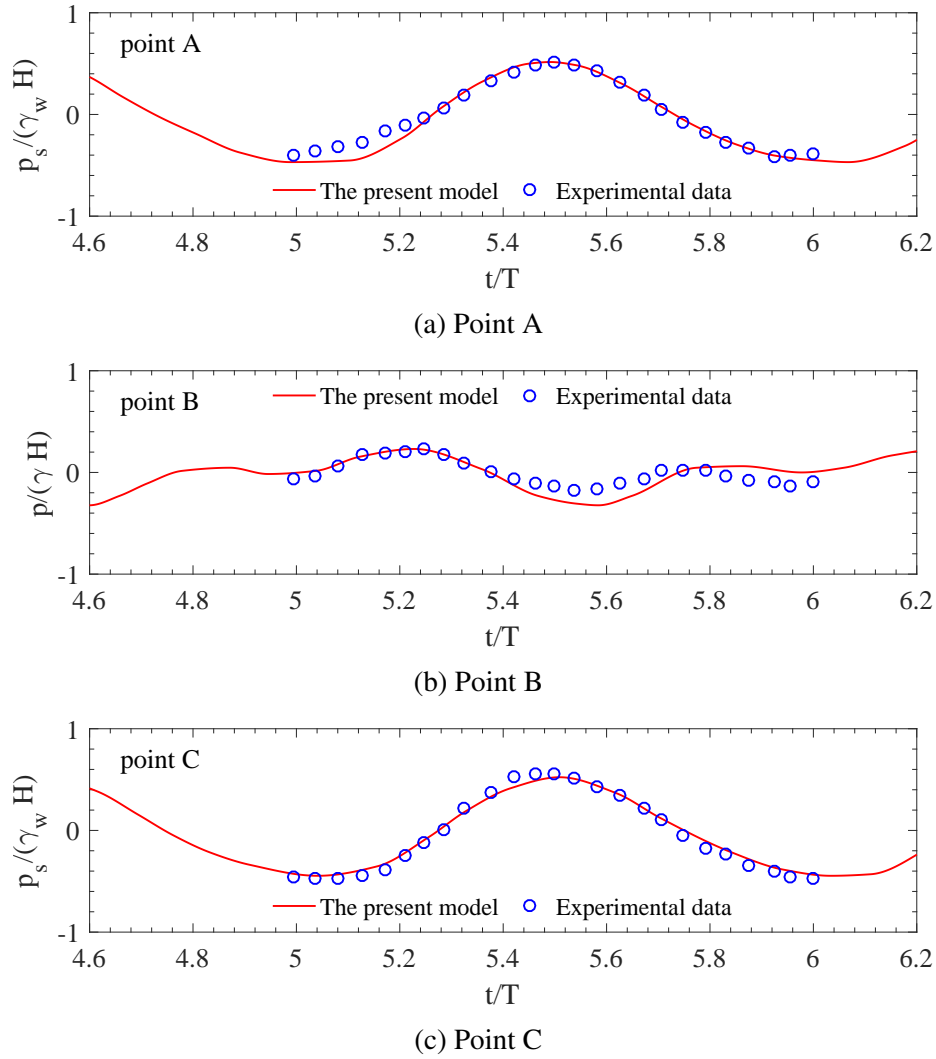 point A
1
0
-1
p_s/(γ_w H)
The present model
Experimental data
4.6 4.8 5 5.2 5.4 5.6 5.8 6 6.2
t/T
(a) Point A
point B
1
0
-1
p/(γ H)
The present model
Experimental data
4.6 4.8 5 5.2 5.4 5.6 5.8 6 6.2
t/T
(b) Point B
point C
1
0
-1
p_s/(γ_w H)
The present model
Experimental data
4.6 4.8 5 5.2 5.4 5.6 5.8 6 6.2
t/T
(c) Point C